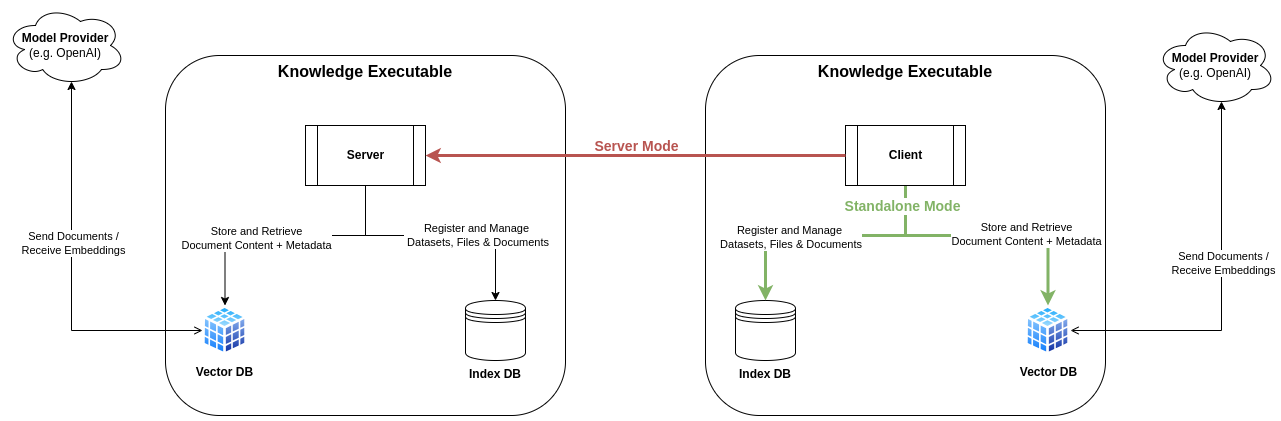 Model Provider
(e.g. OpenAI)
Knowledge Executable
Server
Store and Retrieve
Document Content + Metadata
Register and Manage
Datasets, Files & Documents
Send Documents /
Receive Embeddings
Vector DB
Index DB
Server Mode
Knowledge Executable
Client
Standalone Mode
Register and Manage
Datasets, Files & Documents
Store and Retrieve
Document Content + Metadata
Index DB
Vector DB
Model Provider
(e.g. OpenAI)
Send Documents /
Receive Embeddings